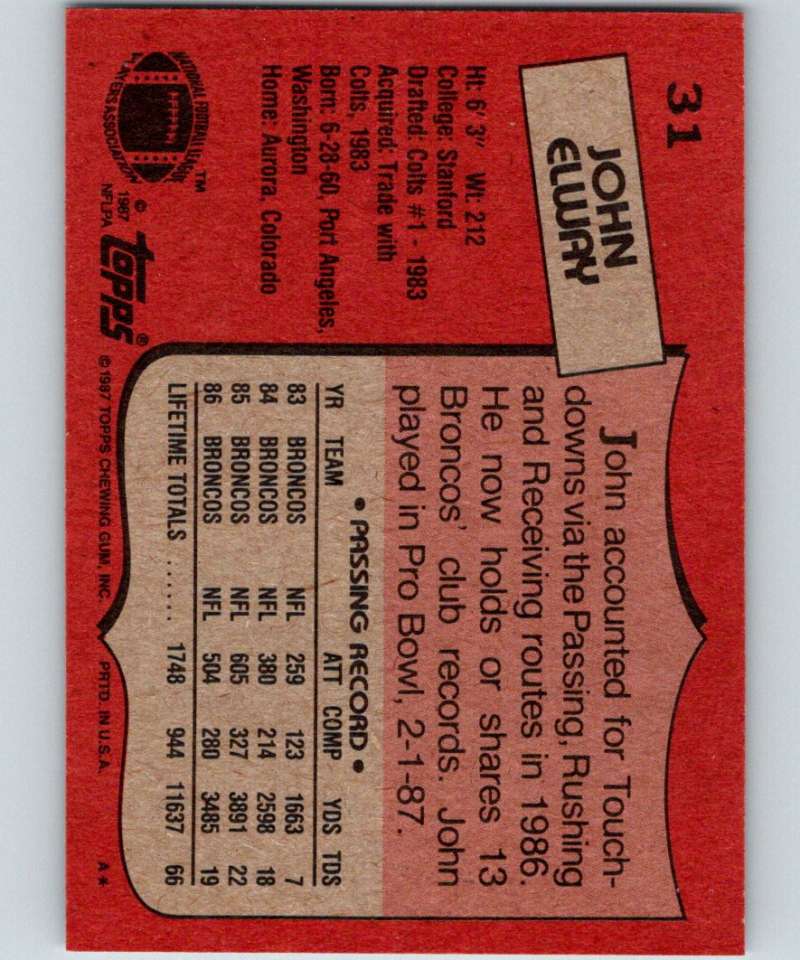 31
JOHN
ELWAY
Ht: 6' 3" Wt: 212
College: Stanford
Drafted: Colts #1 - 1983
Acquired: Trade with
Colts, 1983
Born: 6-28-60, Port Angeles,
Washington
Home: Aurora, Colorado
NATIONAL FOOTBALL LEAGUE
PLAYERS ASSOCIATION
™
©
1987
NFLPA
topps®
John accounted for Touch-
downs via the Passing, Rushing
and Receiving routes in 1986.
He now holds or shares 13
Broncos' club records. John
played in Pro Bowl, 2-1-87.
• PASSING RECORD •
YR TEAM ATT COMP YDS TDS
83 BRONCOS NFL 259 123 1663 7
84 BRONCOS NFL 380 214 2598 18
85 BRONCOS NFL 605 327 3891 22
86 BRONCOS NFL 504 280 3485 19
LIFETIME TOTALS ...... 1748 944 11637 66
© 1987 TOPPS CHEWING GUM, INC. PRTD. IN U.S.A. A*